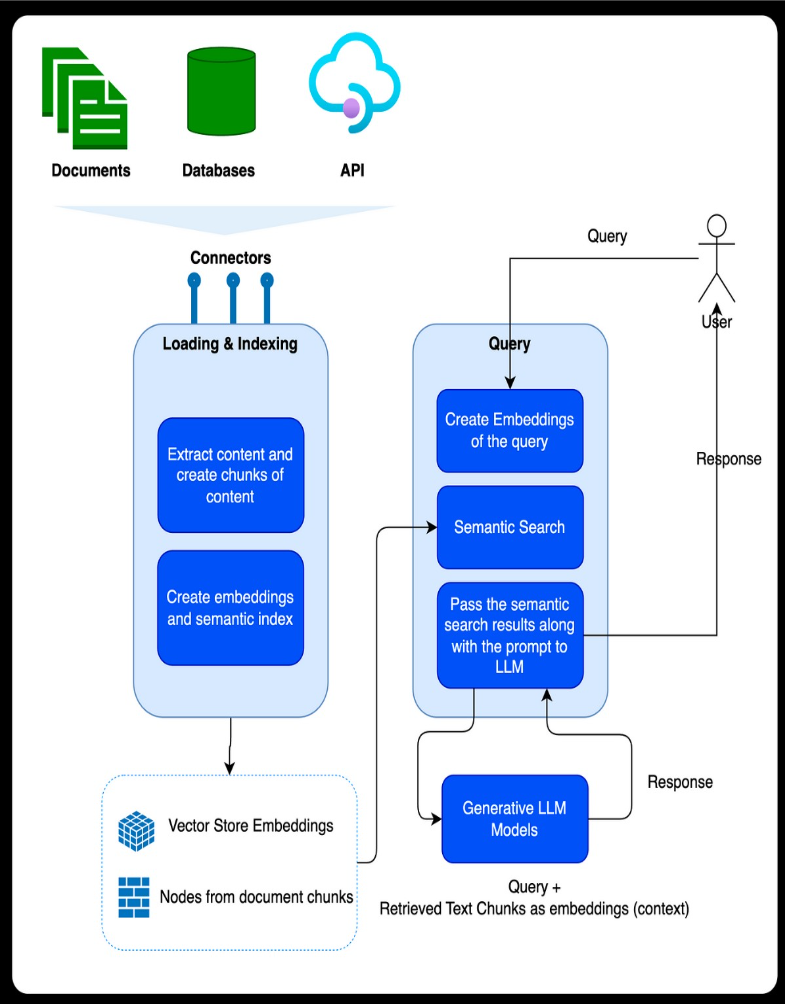 Documents
Databases
API
Connectors
Loading & Indexing
Extract content and
create chunks of
content
Create embeddings
and semantic index
Vector Store Embeddings
Nodes from document chunks
Query
User
Query
Create Embeddings
of the query
Semantic Search
Pass the semantic
search results along
with the prompt to
LLM
Response
Generative LLM
Models
Response
Query +
Retrieved Text Chunks as embeddings (context)